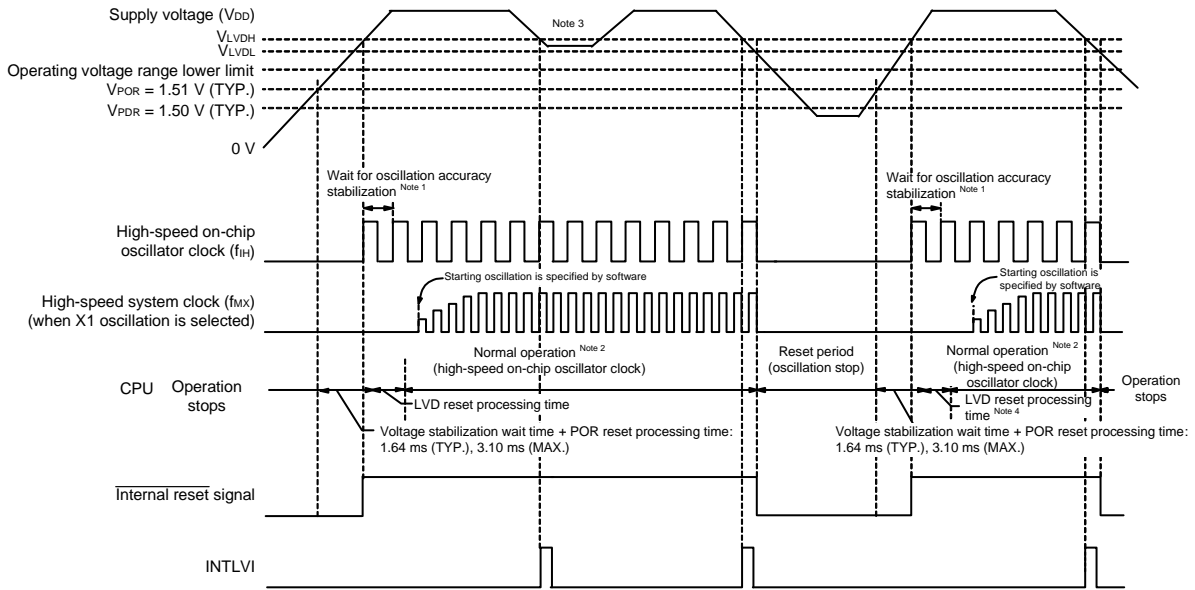 Supply voltage (VDD)
Note 3
VLVDH
VLVDL
Operating voltage range lower limit
VPOR = 1.51 V (TYP.)
VPDR = 1.50 V (TYP.)
0 V
Wait for oscillation accuracy
stabilization Note 1
Wait for oscillation accuracy
stabilization Note 1
High-speed on-chip
oscillator clock (fIH)
Starting oscillation is specified by software
Starting oscillation is
specified by software
High-speed system clock (fMX)
(when X1 oscillation is selected)
Normal operation Note 2
(high-speed on-chip oscillator clock)
Reset period
(oscillation stop)
Normal operation Note 2
(high-speed on-chip
oscillator clock)
CPU
Operation
stops
Operation
stops
LVD reset processing time
LVD reset processing
time Note 4
Voltage stabilization wait time + POR reset processing time:
1.64 ms (TYP.), 3.10 ms (MAX.)
Voltage stabilization wait time + POR reset processing time:
1.64 ms (TYP.), 3.10 ms (MAX.)
Internal reset signal
INTLVI